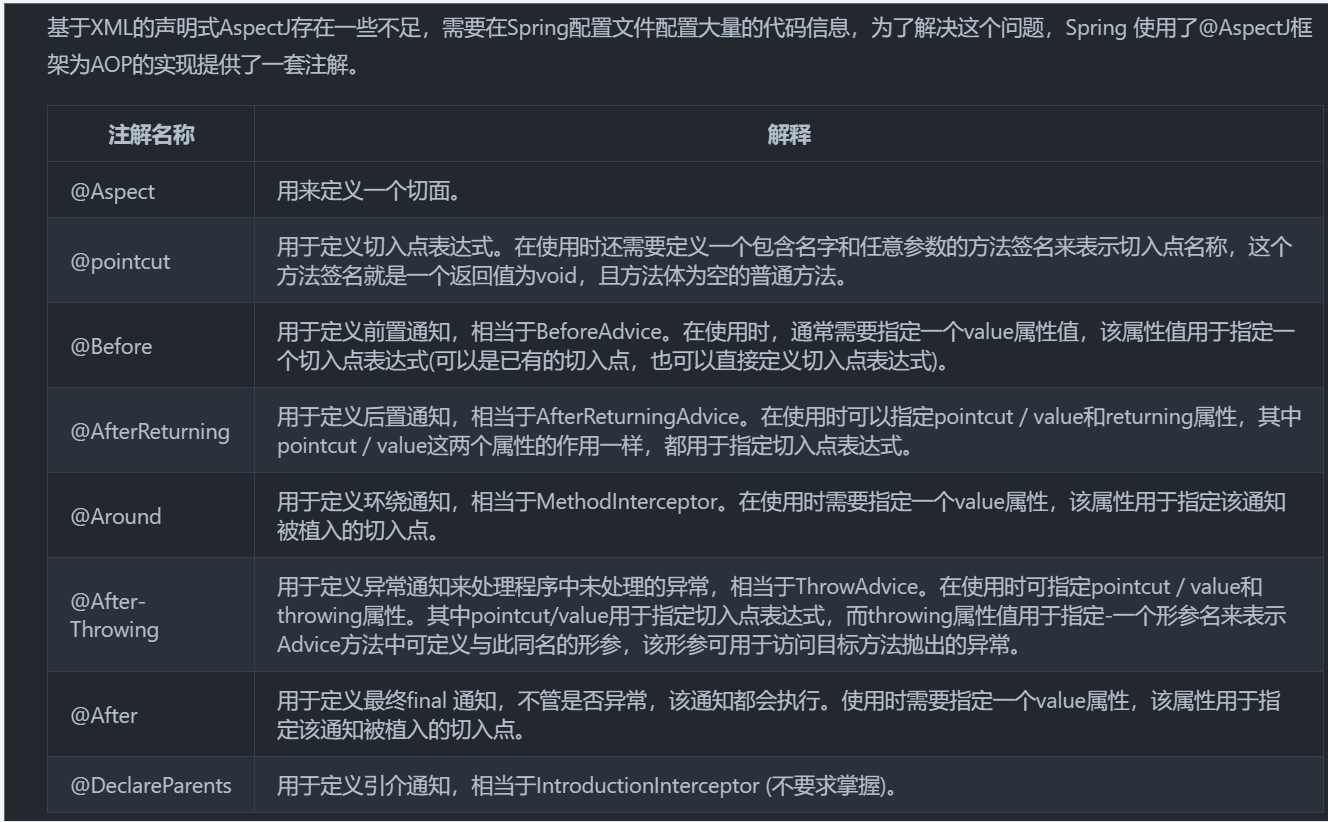 基于XML的声明式AspectJ存在一些不足，需要在Spring配置文件配置大量的代码信息，为了解决这个问题，Spring 使用了@AspectJ框
架为AOP的实现提供了一套注解。
注解名称
解释
@Aspect
用来定义一个切面。
@pointcut
用于定义切入点表达式。在使用时还需要定义一个包含名字和任意参数的方法签名来表示切入点名称，这个
方法签名就是一个返回值为void，且方法体为空的普通方法。
@Before
用于定义前置通知，相当于BeforeAdvice。在使用时，通常需要指定一个value属性值，该属性值用于指定一
个切入点表达式(可以是已有的切入点，也可以直接定义切入点表达式)。
@AfterReturning
用于定义后置通知，相当于AfterReturningAdvice。在使用时可以指定pointcut / value和returning属性，其中
pointcut / value这两个属性的作用一样，都用于指定切入点表达式。
@Around
用于定义环绕通知，相当于MethodInterceptor。在使用时需要指定一个value属性，该属性用于指定该通知
被植入的切入点。
@After-
Throwing
用于定义异常通知来处理程序中未处理的异常，相当于ThrowAdvice。在使用时可指定pointcut / value和
throwing属性。其中pointcut/value用于指定切入点表达式，而throwing属性值用于指定-一个形参名来表示
Advice方法中可定义与此同名的形参，该形参可用于访问目标方法抛出的异常。
@After
用于定义最终final 通知，不管是否异常，该通知都会执行。使用时需要指定一个value属性，该属性用于指
定该通知被植入的切入点。
@DeclareParents
用于定义引介通知，相当于IntroductionInterceptor (不要求掌握)。